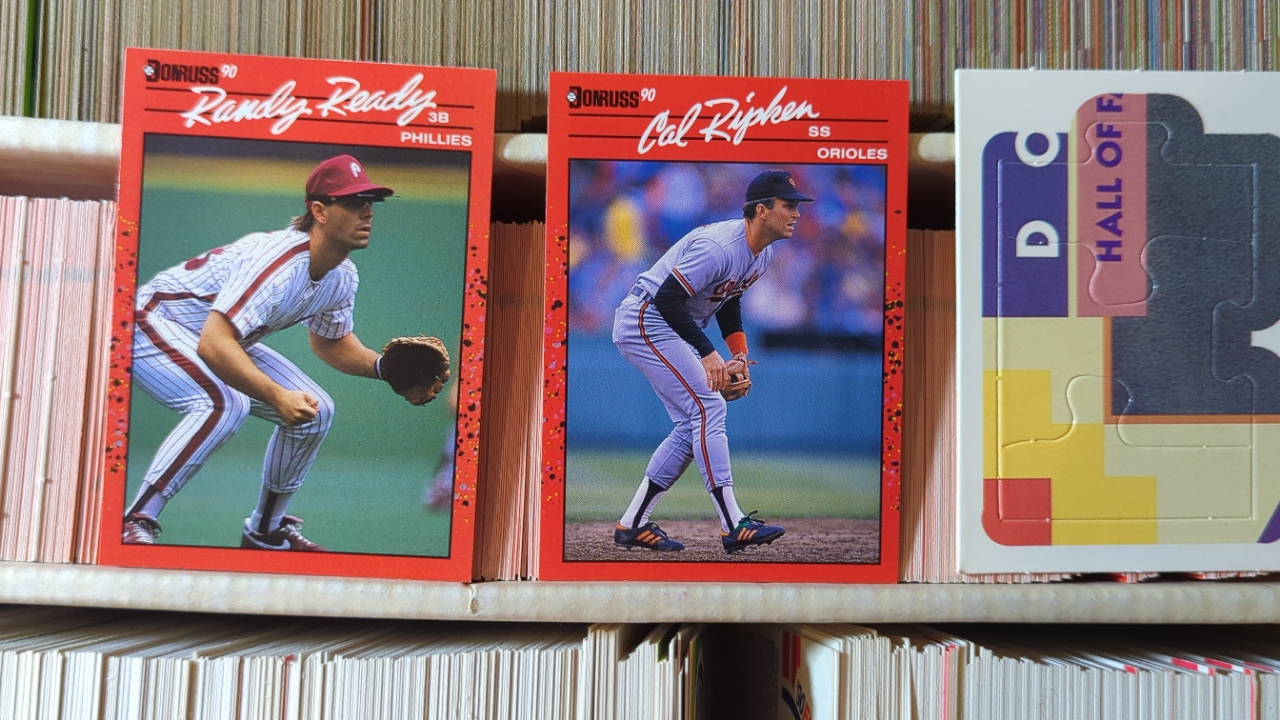 DONRUSS 90
Randy Ready
3B
PHILLIES
DONRUSS 90
Cal Ripken
SS
ORIOLES
HALL OF